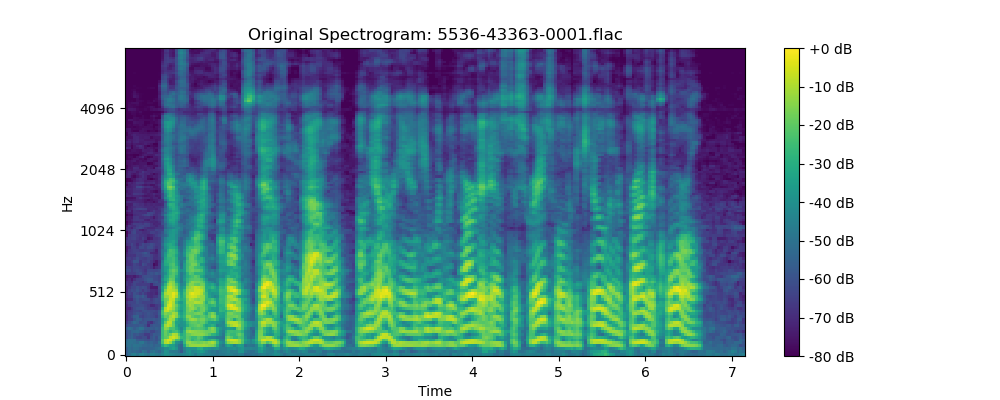 Original Spectrogram: 5536-43363-0001.flac
Hz
4096
2048
1024
512
0
0 1 2 3 4 5 6 7
Time
+0 dB
-10 dB
-20 dB
-30 dB
-40 dB
-50 dB
-60 dB
-70 dB
-80 dB